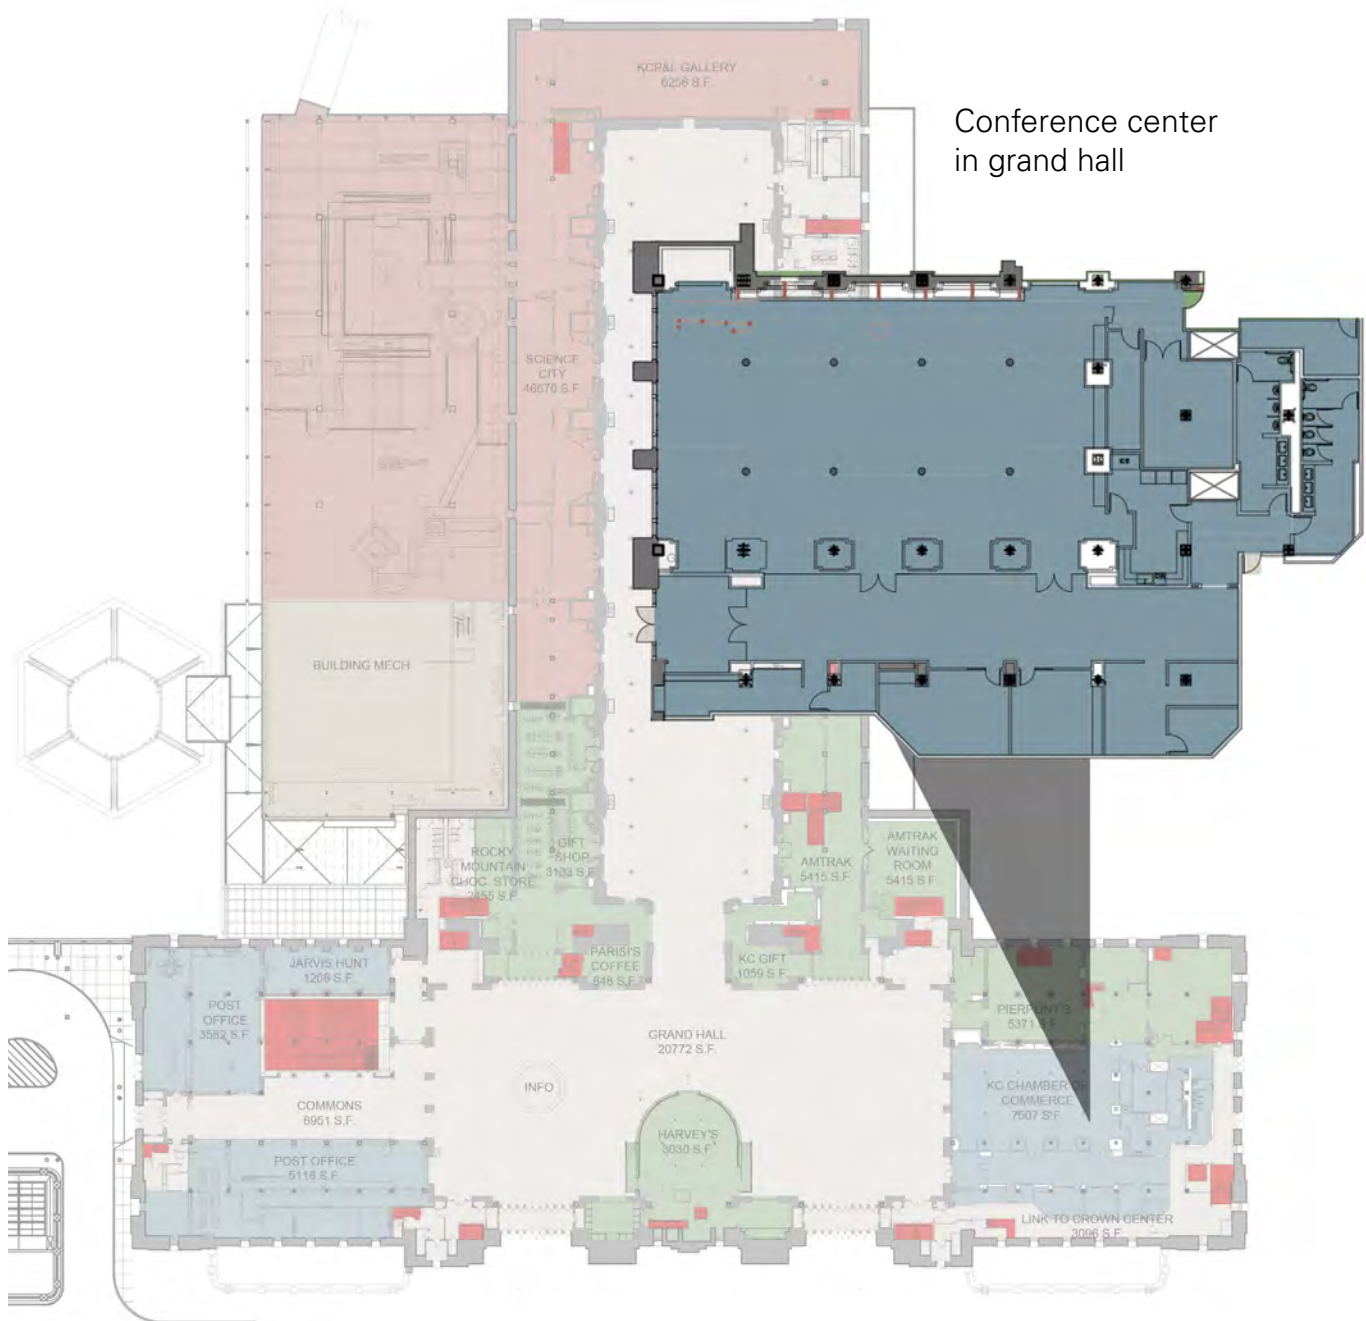 KCP&L GALLERY
6256 S.F.
Conference center
in grand hall
SCIENCE
CITY
46670 S.F.
BUILDING MECH
ROCKY
MOUNTAIN
CHOC. STORE
2455 S.F.
GIFT
SHOP
3103 S.F.
AMTRAK
5415 S.F.
AMTRAK
WAITING
ROOM
5415 S.F.
PARISI'S
COFFEE
848 S.F.
KC GIFT
1059 S.F.
JARVIS HUNT
1208 S.F.
POST
OFFICE
3552 S.F.
PIERPONT'S
5371 S.F.
GRAND HALL
20772 S.F.
INFO
KC CHAMBER OF
COMMERCE
7507 S.F.
COMMONS
6951 S.F.
HARVEY'S
3030 S.F.
POST OFFICE
5116 S.F.
LINK TO CROWN CENTER
3096 S.F.